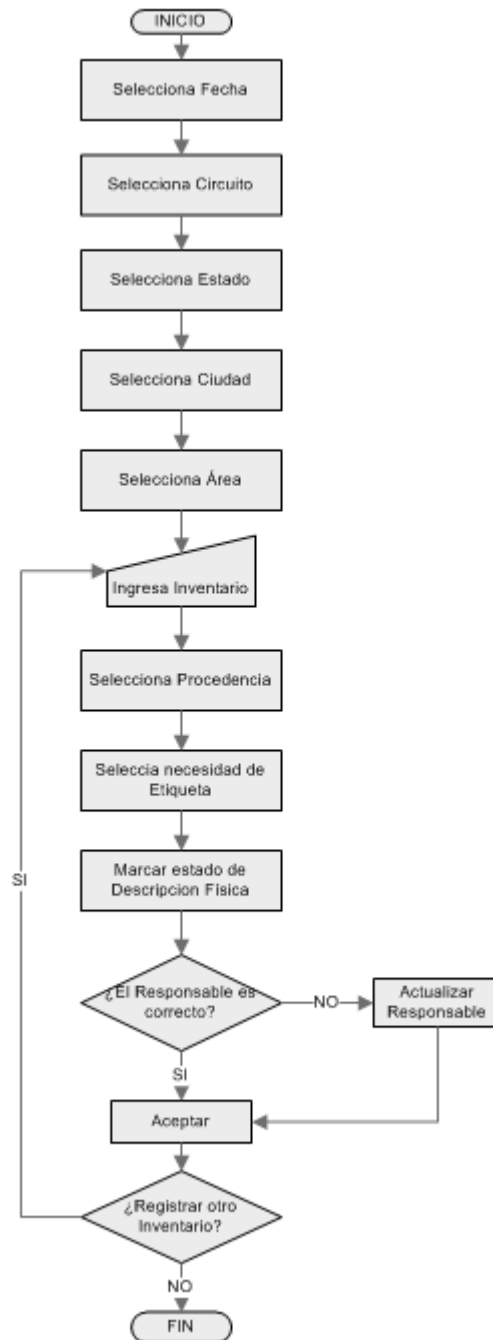 INICIO
Selecciona Fecha
Selecciona Circuito
Selecciona Estado
Selecciona Ciudad
Selecciona Área
Ingresa Inventario
Selecciona Procedencia
Seleccia necesidad de
Etiqueta
Marcar estado de
Descripcion Física
SI
¿El Responsable es
correcto?
NO
Actualizar
Responsable
SI
Aceptar
¿Registrar otro
Inventario?
NO
FIN